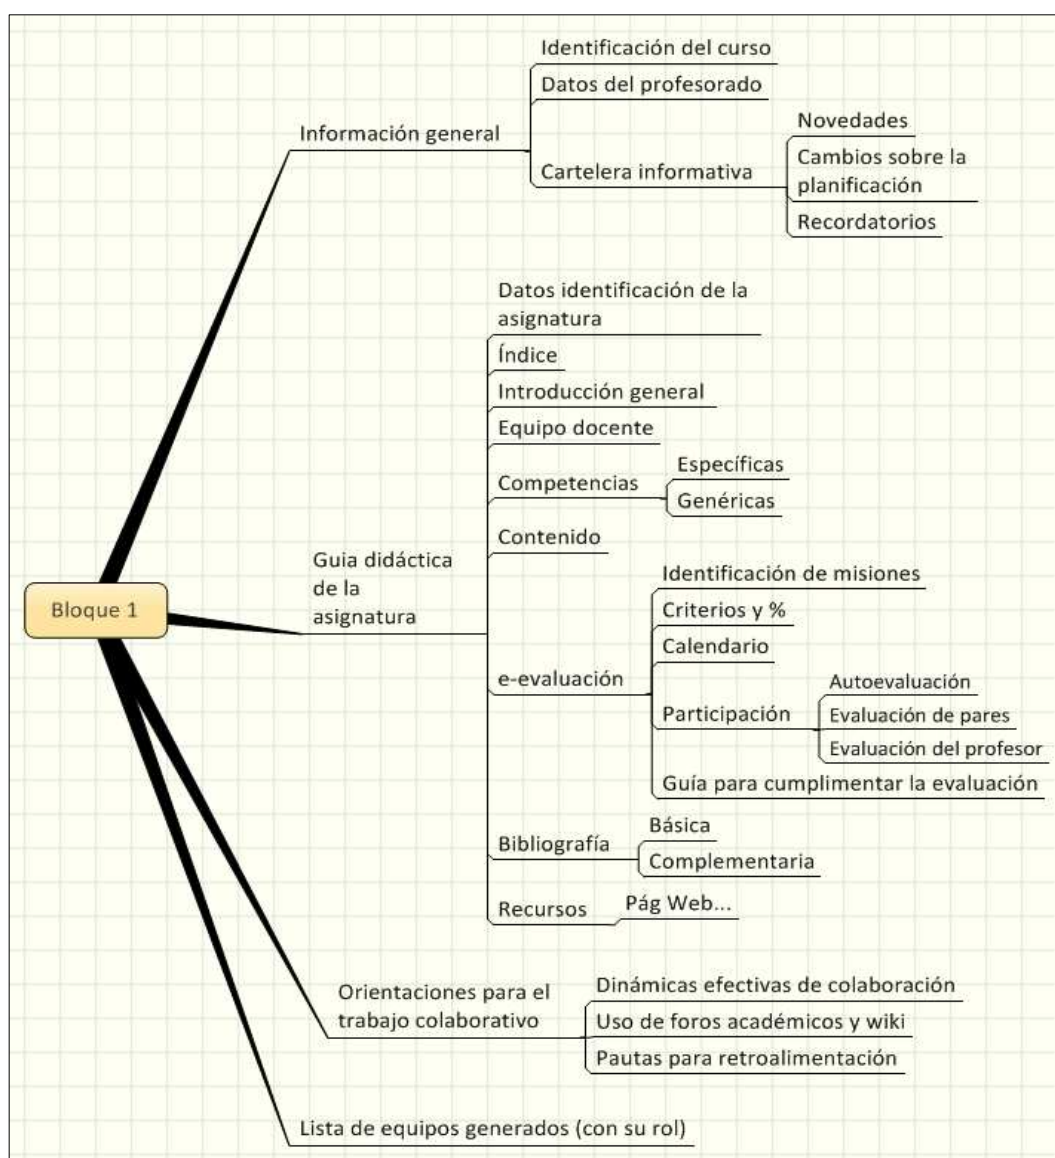 Bloque 1
Información general
Identificación del curso
Datos del profesorado
Cartelera informativa
Novedades
Cambios sobre la
planificación
Recordatorios
Guia didáctica
de la
asignatura
Datos identificación de la
asignatura
Índice
Introducción general
Equipo docente
Competencias
Específicas
Genéricas
Contenido
e-evaluación
Identificación de misiones
Criterios y %
Calendario
Participación
Autoevaluación
Evaluación de pares
Evaluación del profesor
Guía para cumplimentar la evaluación
Bibliografía
Básica
Complementaria
Recursos
Pág Web...
Orientaciones para el
trabajo colaborativo
Dinámicas efectivas de colaboración
Uso de foros académicos y wiki
Pautas para retroalimentación
Lista de equipos generados (con su rol)